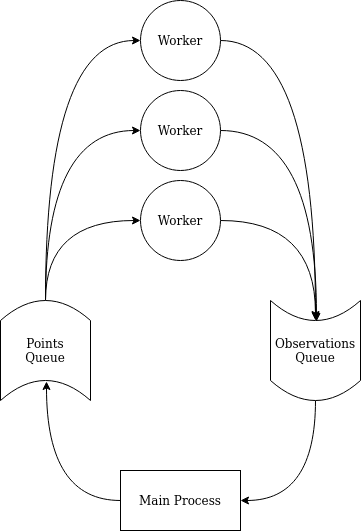 Worker
Worker
Worker
Points
Queue
Observations
Queue
Main Process